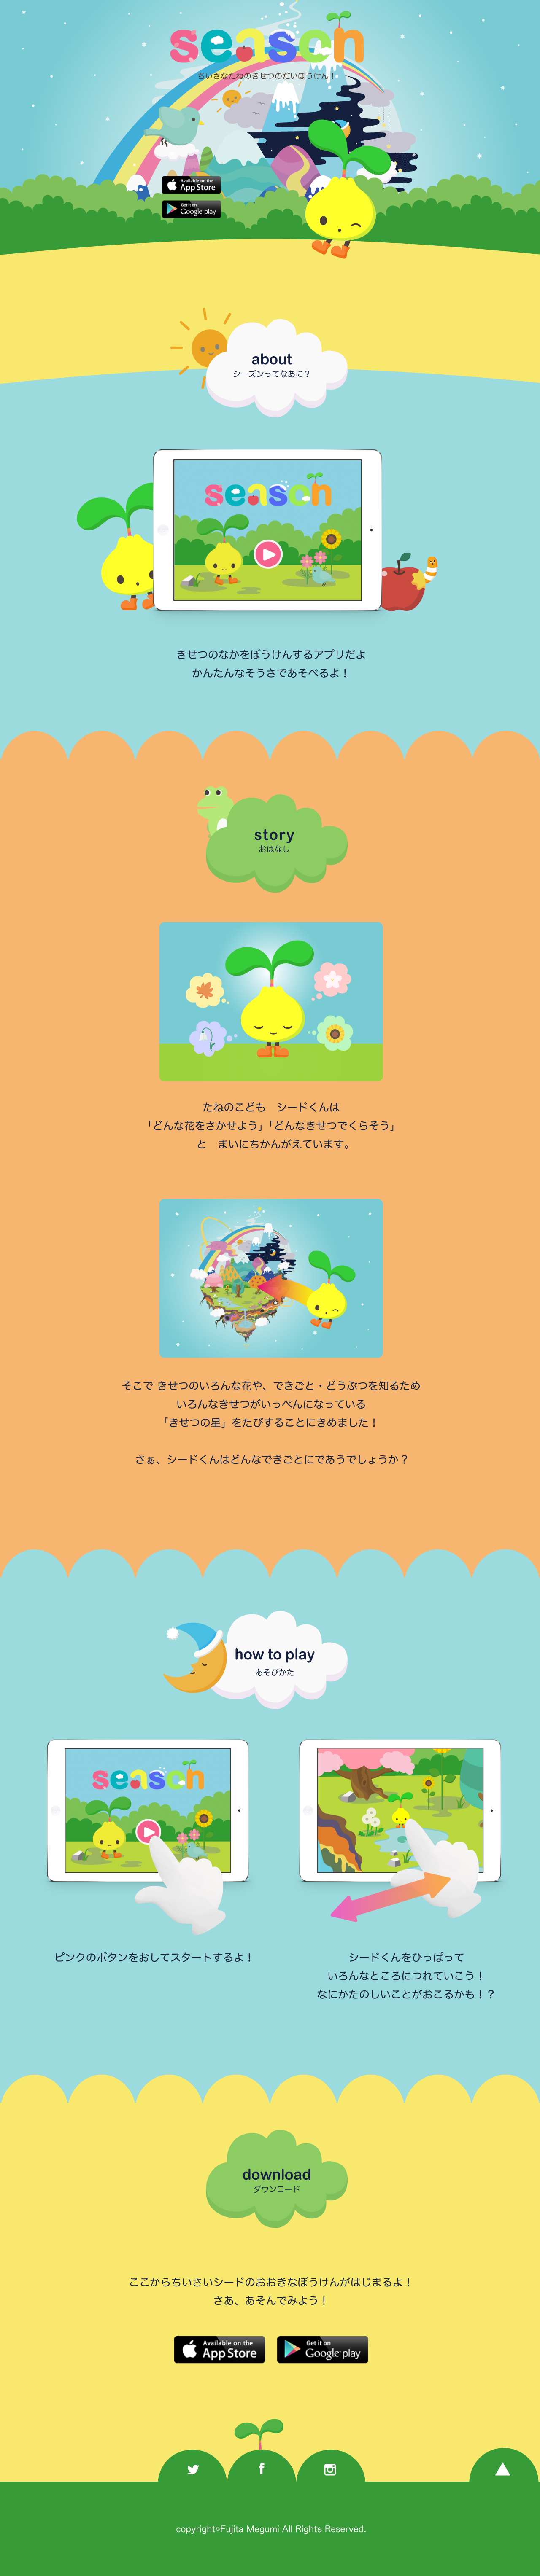 season
ちいさなたねのきせつのだいぼうけん！
Available on the
App Store
Get it on
Google play
about
シーズンってなあに？
season
きせつのなかをぼうけんするアプリだよ
かんたんなそうさであそべるよ！
story
おはなし
たねのこども　シードくんは
「どんな花をさかせよう」「どんなきせつでくらそう」
と　まいにちかんがえています。
そこで きせつのいろんな花や、できごと・どうぶつを知るため
いろんなきせつがいっぺんになっている
「きせつの星」をたびすることにきめました！
さぁ、シードくんはどんなできごとにであうでしょうか？
how to play
あそびかた
season
ピンクのボタンをおしてスタートするよ！
シードくんをひっぱって
いろんなところにつれていこう！
なにかたのしいことがおこるかも！？
download
ダウンロード
ここからちいさいシードのおおきなぼうけんがはじまるよ！
さあ、あそんでみよう！
Available on the
App Store
Get it on
Google play
copyright©Fujita Megumi All Rights Reserved.